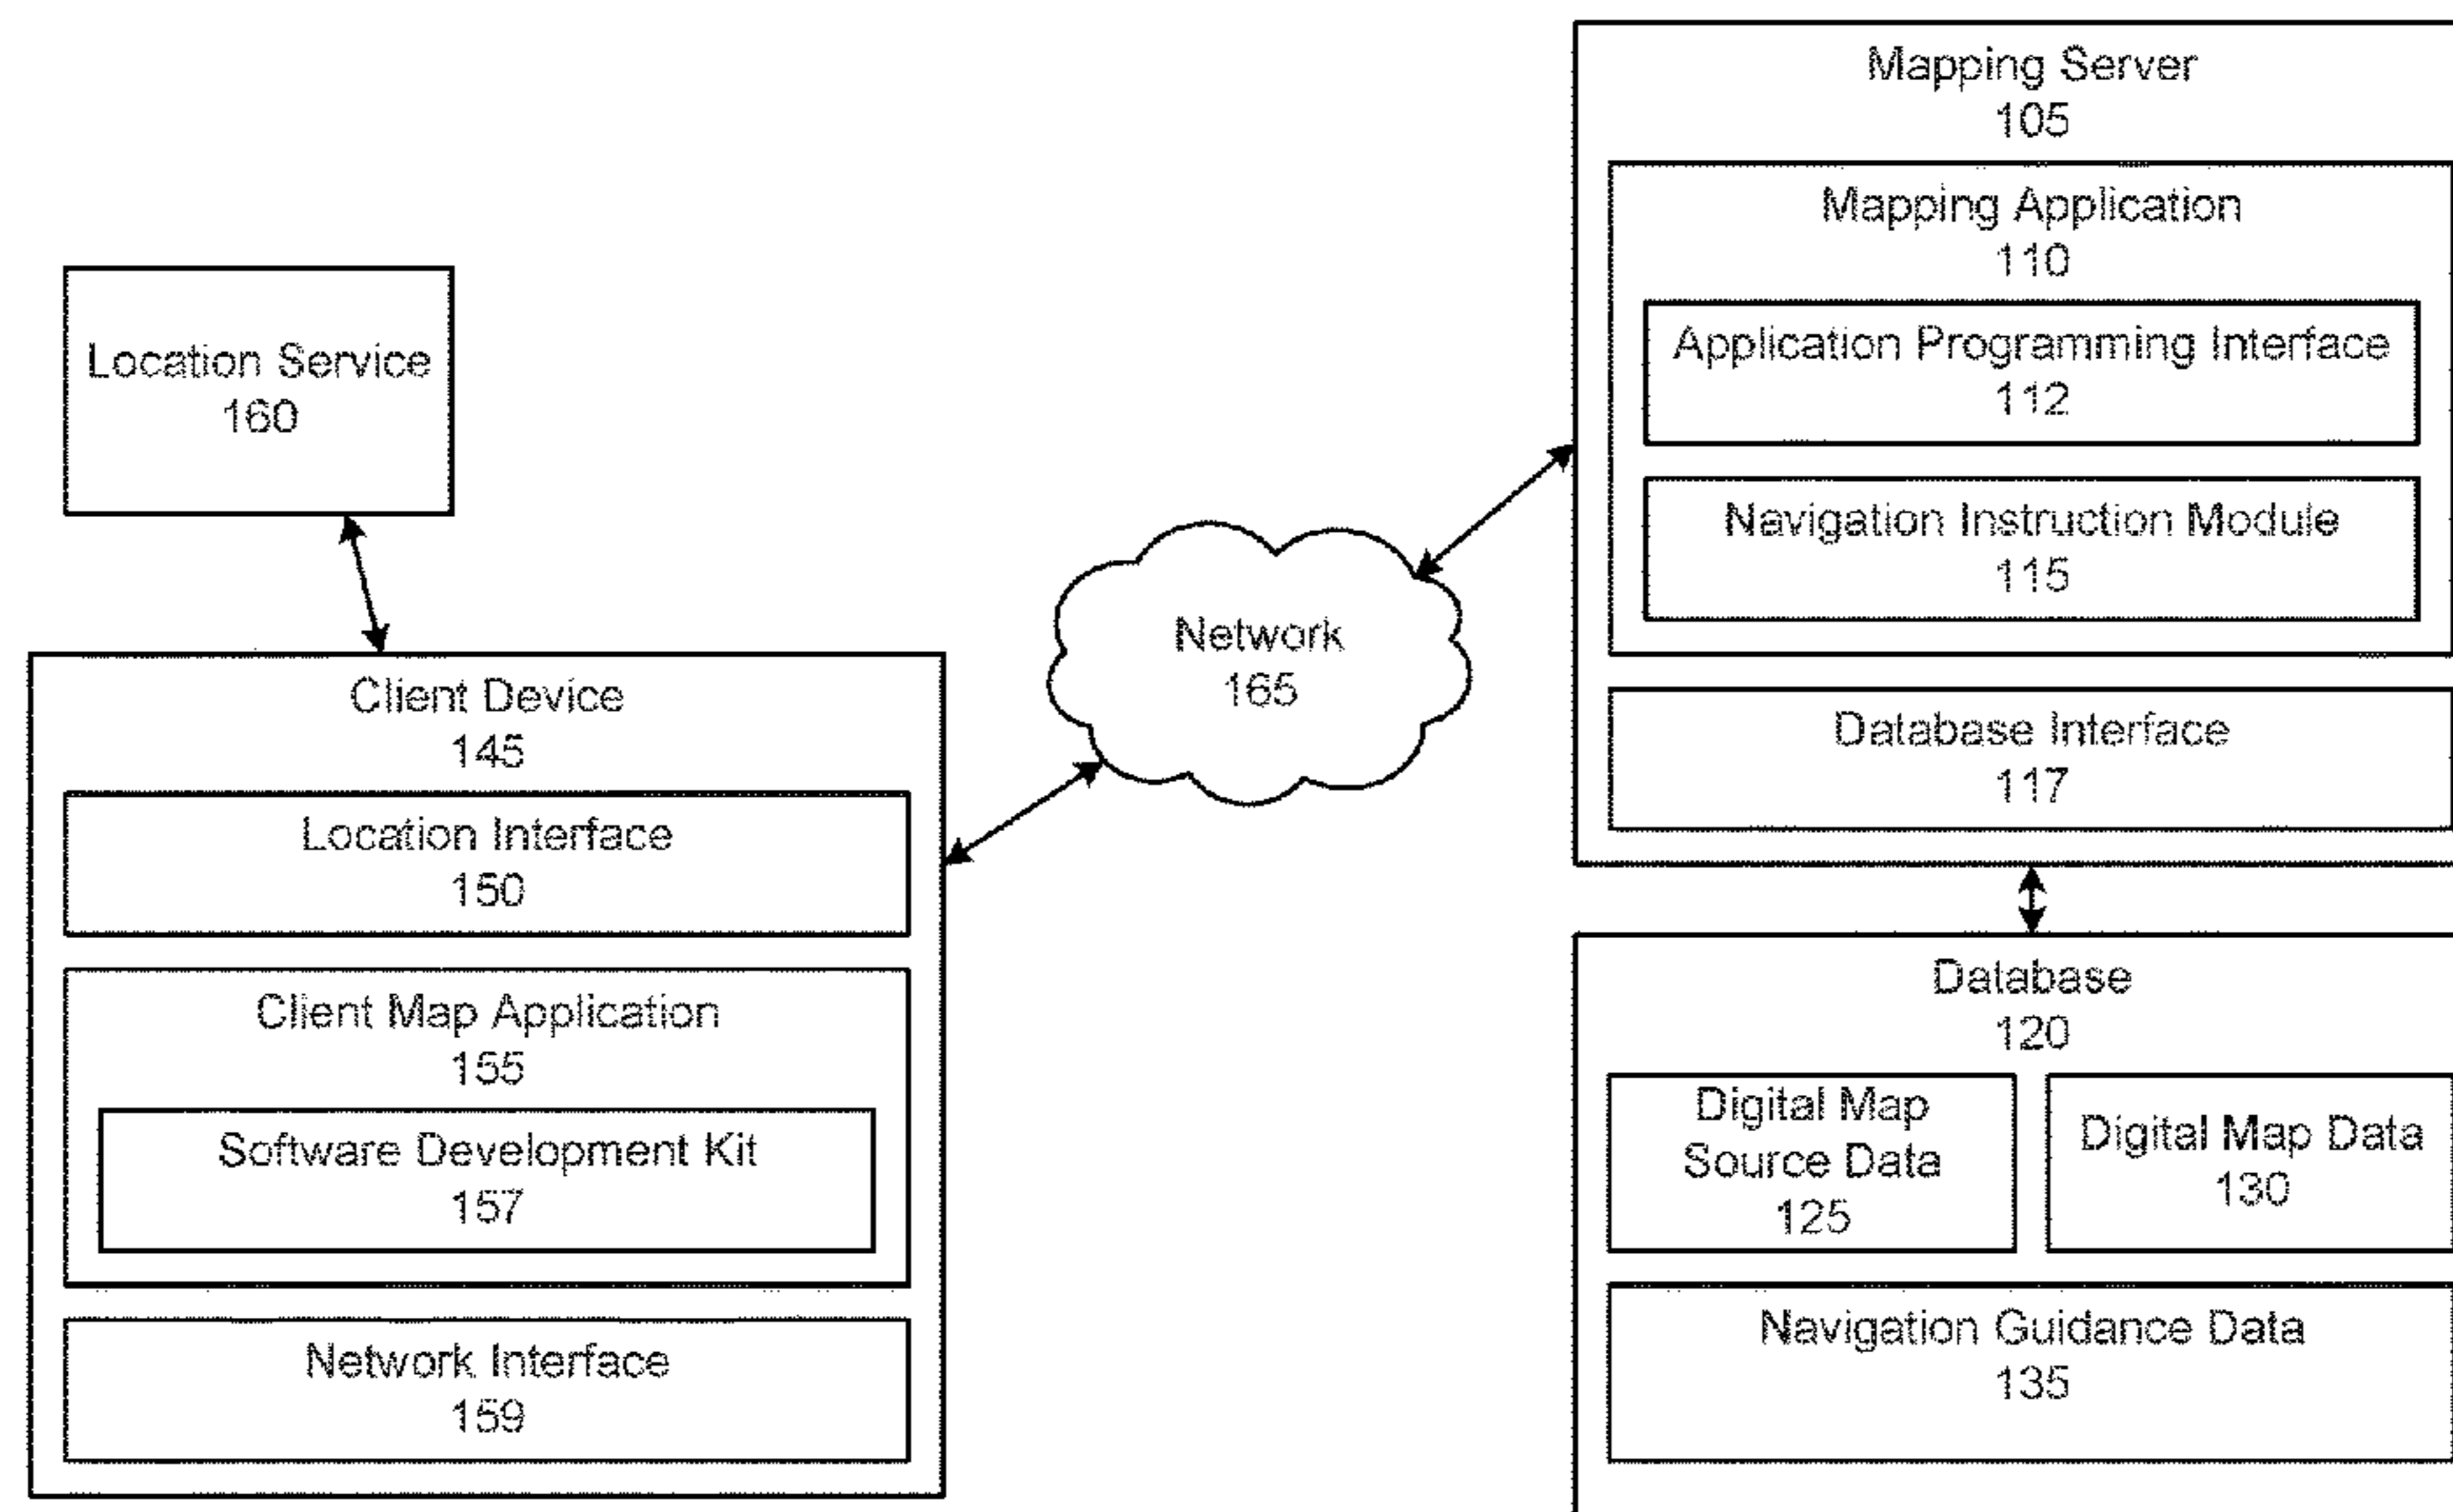 Location Service
160
Client Device
145
Location Interface
150
Client Map Application
155
Software Development Kit
157
Network Interface
159
Network
165
Mapping Server
105
Mapping Application
110
Application Programming Interface
112
Navigation Instruction Module
115
Database Interface
117
Database
120
Digital Map
Source Data
125
Digital Map Data
130
Navigation Guidance Data
135